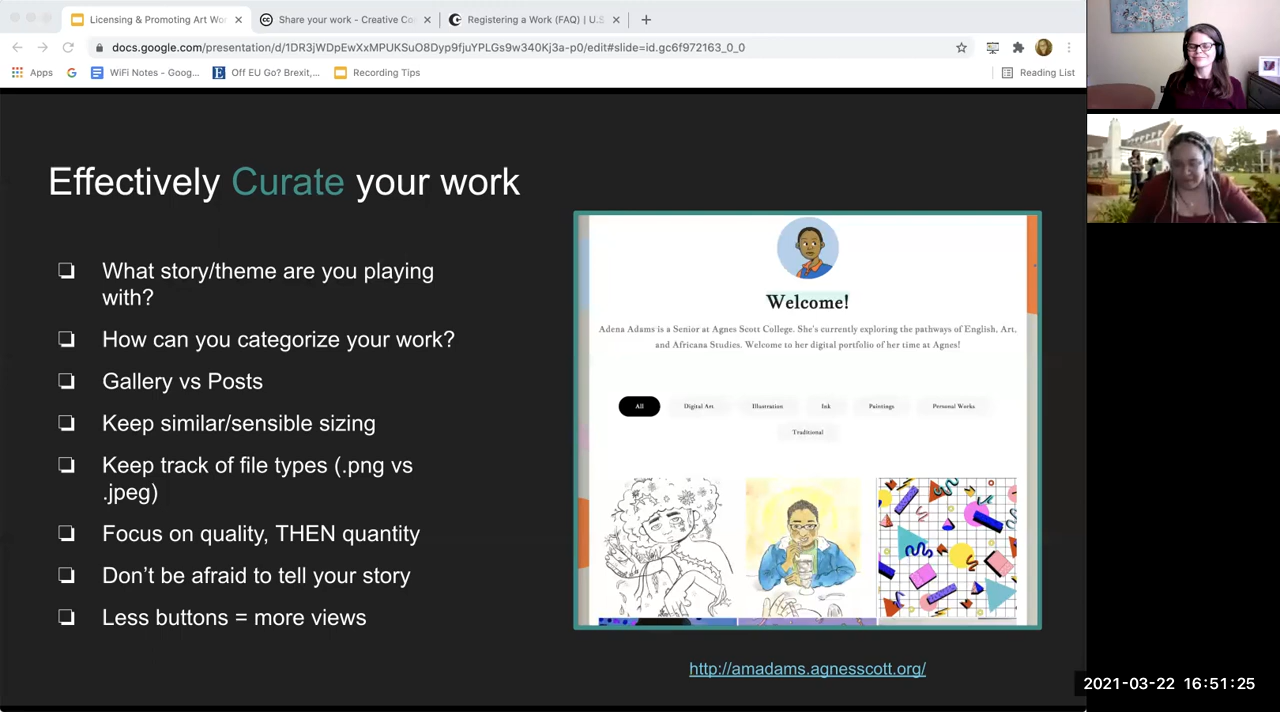 Licensing & Promoting Art Wor
Share your work - Creative Co
Registering a Work (FAQ) | U.S
docs.google.com/presentation/d/1DR3jWDpEwXxMPUKSuO8Dyp9fjuYPLGs9w340Kj3a-p0/edit#slide=id.gc6f972163_0_0
Apps
WiFi Notes - Goog...
Off EU Go? Brexit,...
Recording Tips
Reading List
Effectively Curate your work
❏ What story/theme are you playing
with?
❏ How can you categorize your work?
❏ Gallery vs Posts
❏ Keep similar/sensible sizing
❏ Keep track of file types (.png vs
.jpeg)
❏ Focus on quality, THEN quantity
❏ Don't be afraid to tell your story
❏ Less buttons = more views
Welcome!
Adena Adams is a Senior at Agnes Scott College. She's currently exploring the pathways of English, Art,
and Africana Studies. Welcome to her digital portfolio of her time at Agnes!
All
Digital Art
Illustration
Ink
Paintings
Personal Works
Traditional
http://amadams.agnesscott.org/
2021-03-22 16:51:25